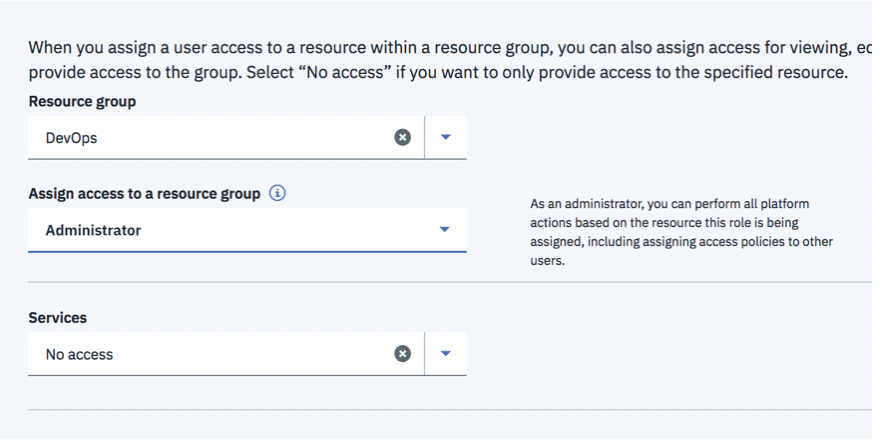 When you assign a user access to a resource within a resource group, you can also assign access for viewing,
provide access to the group. Select “No access” if you want to only provide access to the specified resource.
Resource group
DevOps
Assign access to a resource group
Administrator
As an administrator, you can perform all platform
actions based on the resource this role is being
assigned, including assigning access policies to other
users.
Services
No access